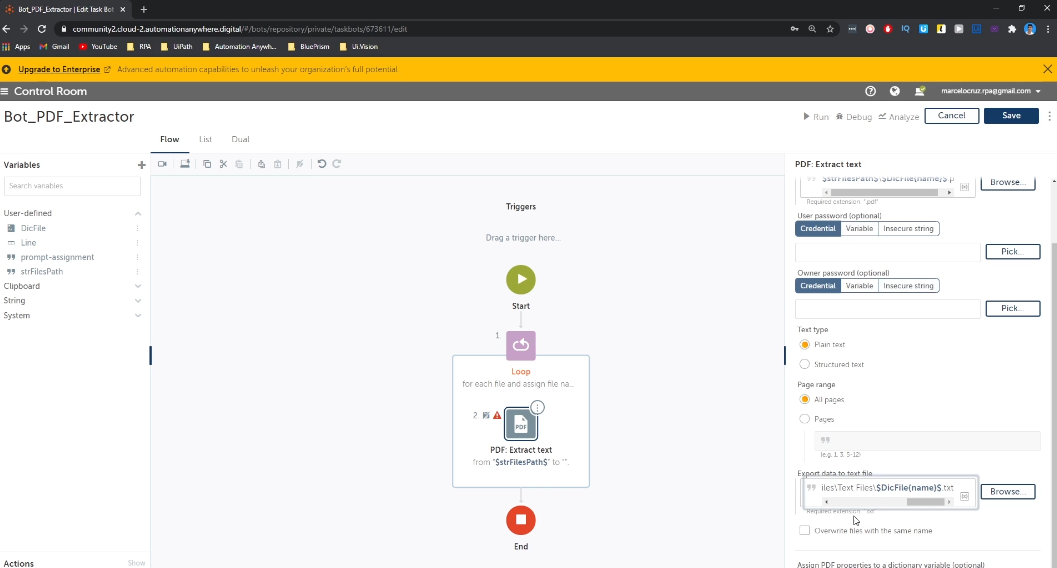 Bot_PDF_Extractor | Edit Task Bot
community2.cloud-2.automationanywhere.digital/#/bots/repository/private/taskbots/673611/edit
Apps Gmail YouTube RPA UiPath Automation Anywh... BluePrism Ui.Vision
Upgrade to Enterprise Advanced automation capabilities to unleash your organization's full potential
Control Room marcelocruz.rpa@gmail.com
Bot_PDF_Extractor Run Debug Analyze Cancel Save
Flow List Dual
Variables
Search variables
User-defined
DicFile
Line
prompt-assignment
strFilesPath
Clipboard
String
System
Actions Show
Triggers
Drag a trigger here...
Start
1.
Loop
for each file and assign file na...
2.
PDF
PDF: Extract text
from "$strFilesPath$" to "".
End
PDF: Extract text
$strFilesPath$\$DicFile{name}$.p
Browse...
Required extension: ".pdf"
User password (optional)
Credential Variable Insecure string
Pick...
Owner password (optional)
Credential Variable Insecure string
Pick...
Text type
Plain text
Structured text
Page range
All pages
Pages
(e.g. 1, 3, 5-12)
Export data to text file
iles\Text Files\$DicFile{name}$.txt
Browse...
Required extension: ".txt"
Overwrite files with the same name
Assign PDF properties to a dictionary variable (optional)